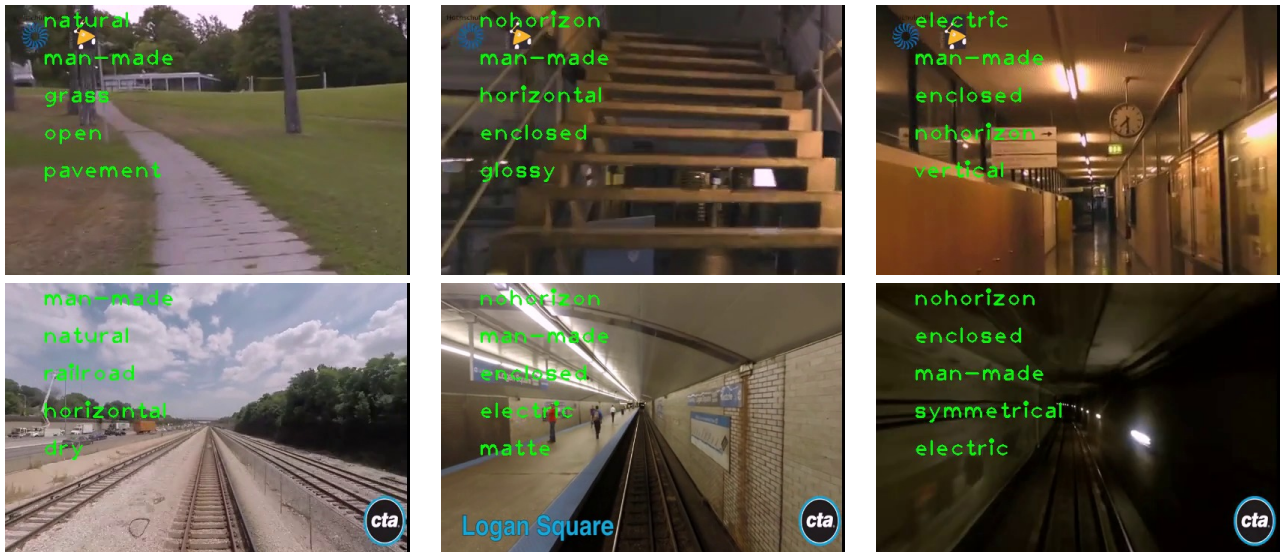 natural
man-made
grass
open
pavement
nohorizon
man-made
horizontal
enclosed
glossy
electric
man-made
enclosed
nohorizon
vertical
man-made
natural
railroad
horizontal
dry
cta
nohorizon
man-made
enclosed
electric
matte
Logan Square
cta
nohorizon
enclosed
man-made
symmetrical
electric
cta